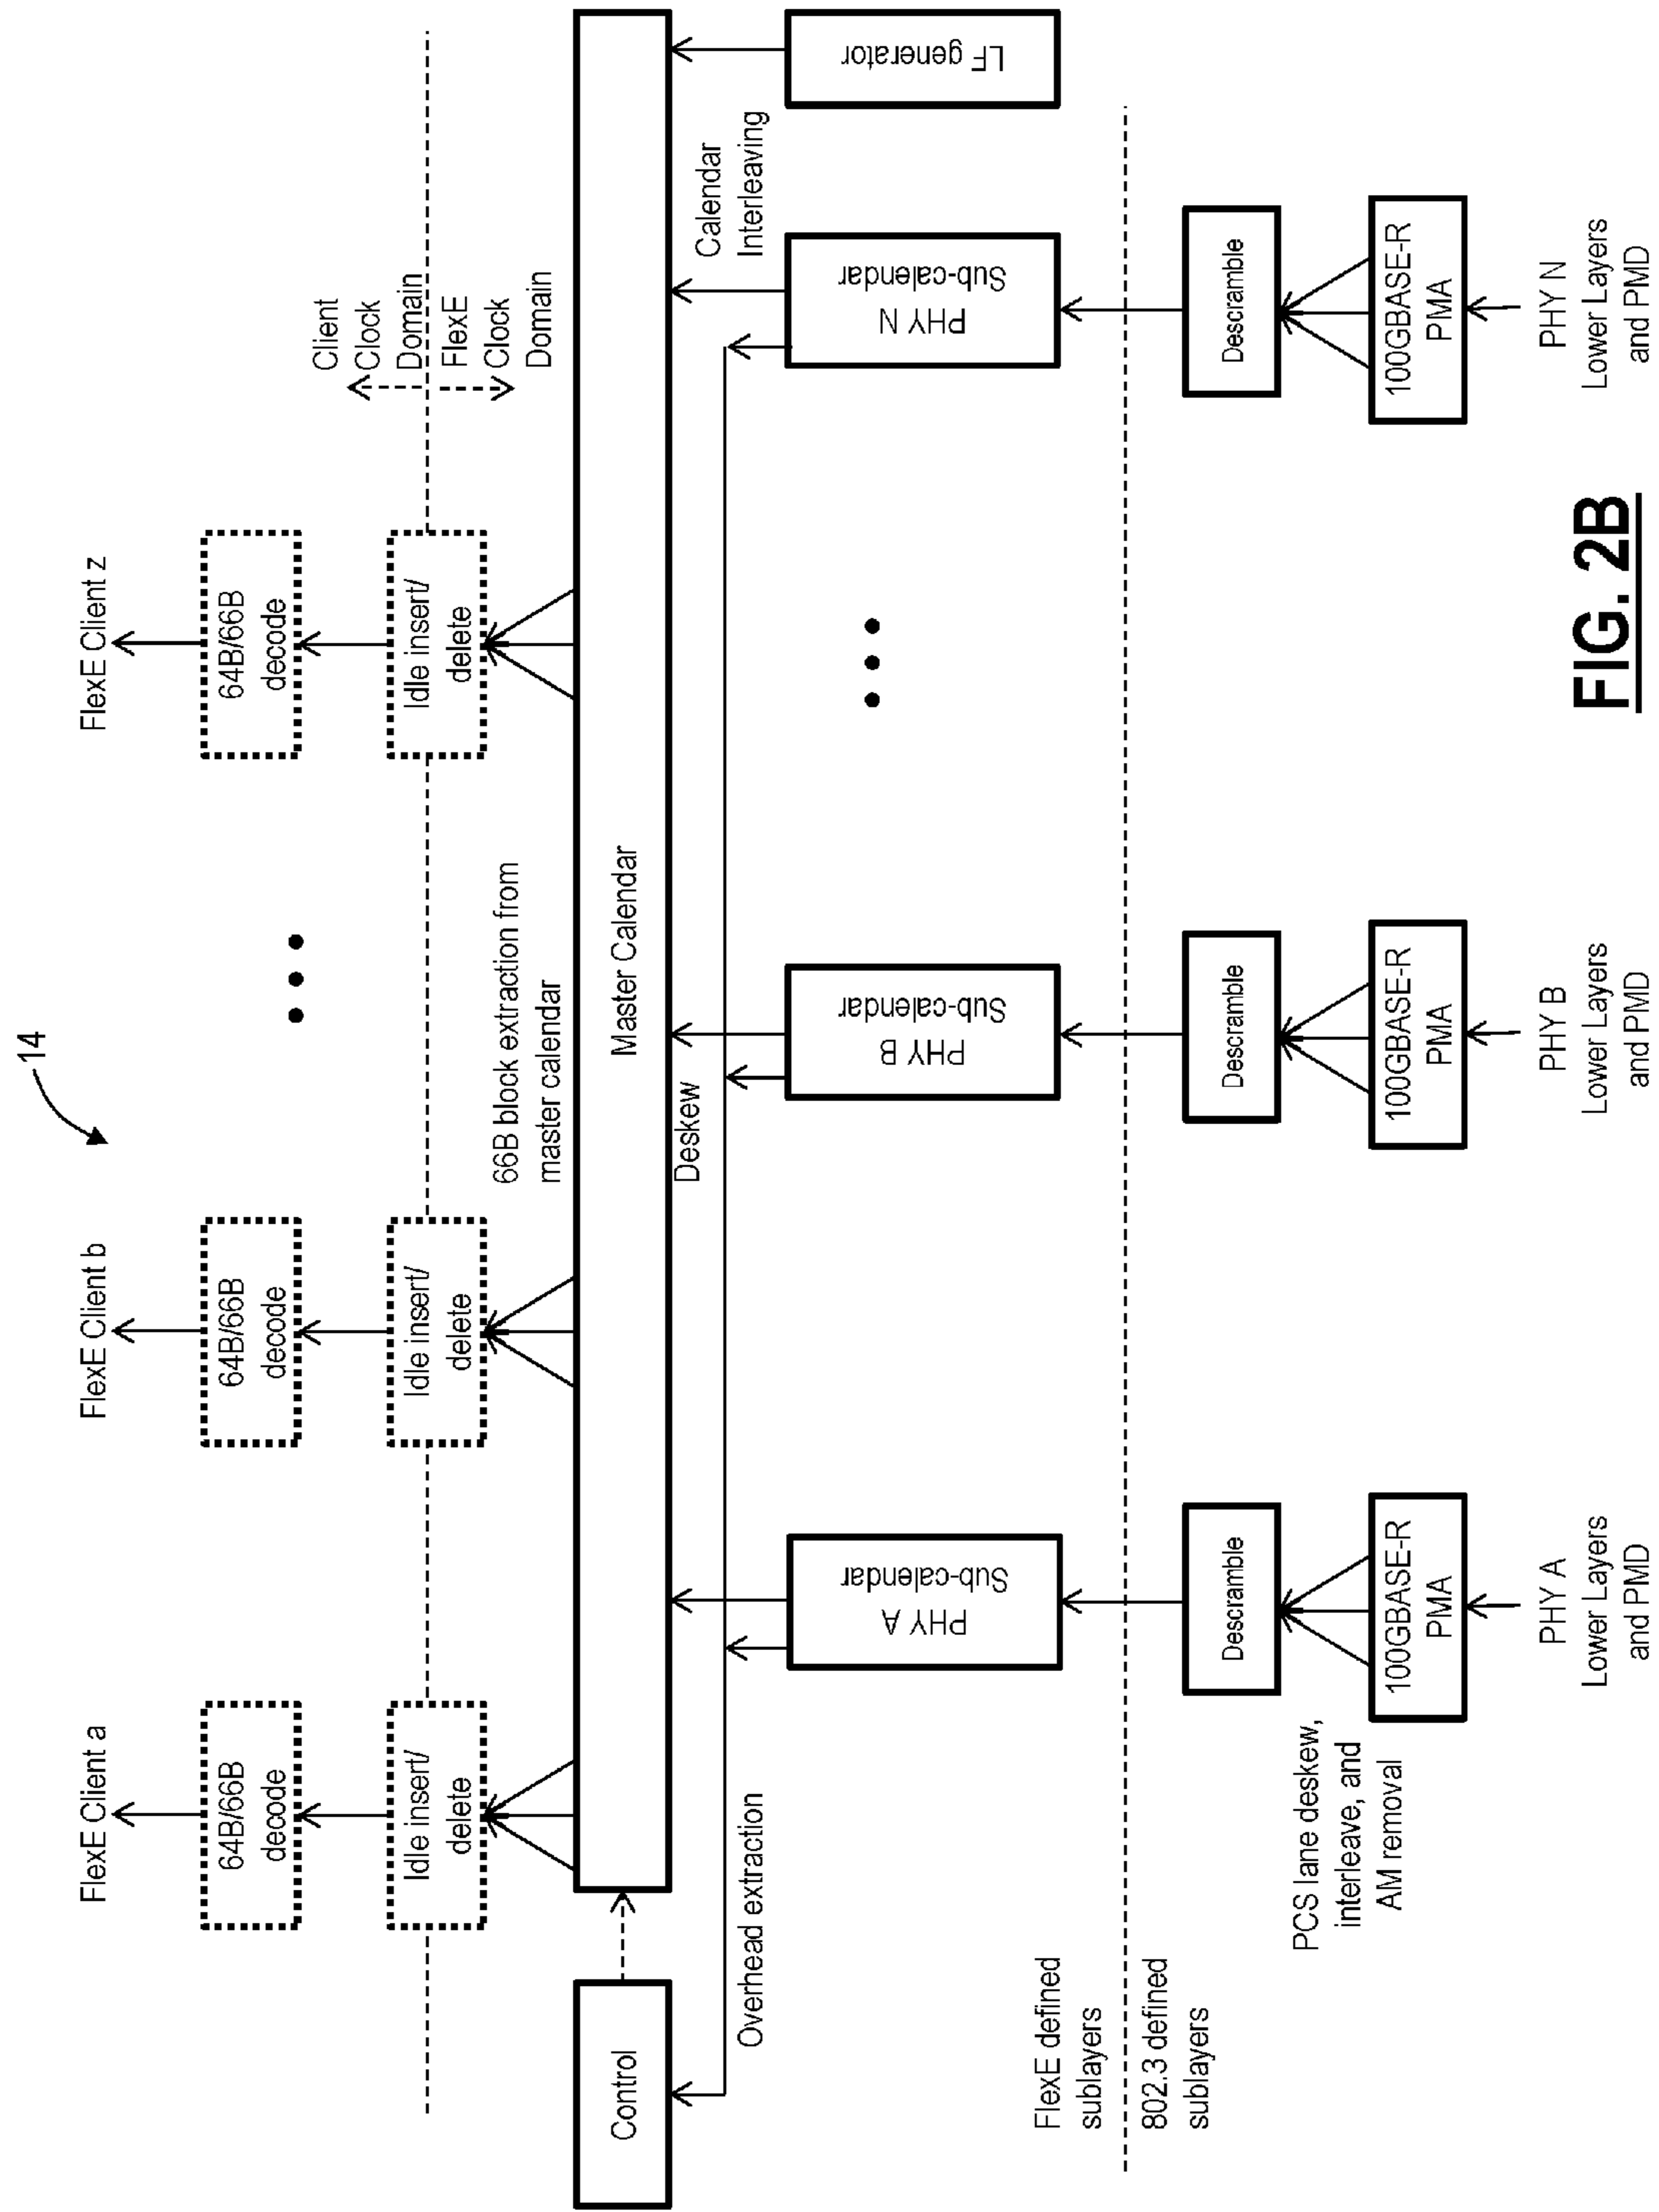 14
FlexE Client a
FlexE Client b
FlexE Client z
64B/66B
decode
64B/66B
decode
64B/66B
decode
Client
Clock
Domain
Idle insert/
delete
Idle insert/
delete
Idle insert/
delete
FlexE
Clock
Domain
66B block extraction from
master calendar
Control
Master Calendar
Deskew
Calendar
Interleaving
Overhead extraction
PHY A
Sub-calendar
PHY B
Sub-calendar
PHY N
Sub-calendar
LF generator
FlexE defined
sublayers
802.3 defined
sublayers
Descramble
Descramble
Descramble
PCS lane deskew,
interleave, and
AM removal
100GBASE-R
PMA
100GBASE-R
PMA
100GBASE-R
PMA
PHY A
Lower Layers
and PMD
PHY B
Lower Layers
and PMD
PHY N
Lower Layers
and PMD
FIG. 2B